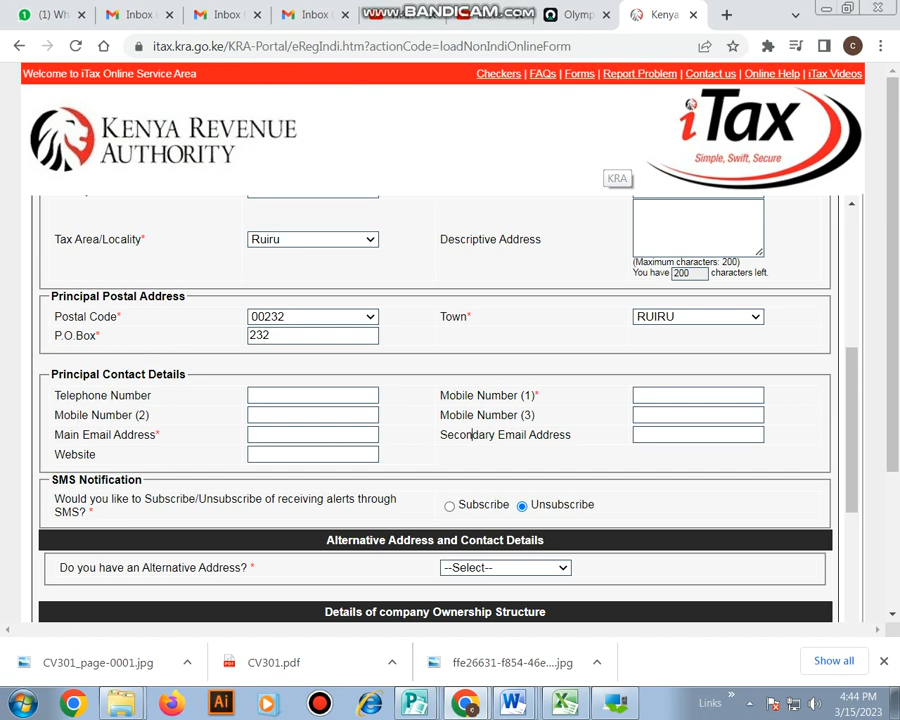 1 Wh
Inbox
Inbox
Inbox
WWW.BANDICAM.COM
Olymp
Kenya
itax.kra.go.ke/KRA-Portal/eRegIndi.htm?actionCode=loadNonIndiOnlineForm
C
Welcome to iTax Online Service Area
Checkers | FAQs | Forms | Report Problem | Contact us | Online Help | iTax Videos
KENYA REVENUE
AUTHORITY
iTax
Simple, Swift, Secure
KRA
Tax Area/Locality* Ruiru Descriptive Address
(Maximum characters: 200)
You have 200 characters left.
Principal Postal Address
Postal Code* 00232 Town* RUIRU
P.O.Box* 232
Principal Contact Details
Telephone Number Mobile Number (1)*
Mobile Number (2) Mobile Number (3)
Main Email Address* Secondary Email Address
Website
SMS Notification
Would you like to Subscribe/Unsubscribe of receiving alerts through
SMS? * Subscribe Unsubscribe
Alternative Address and Contact Details
Do you have an Alternative Address? * --Select--
Details of company Ownership Structure
CV301_page-0001.jpg
CV301.pdf
ffe26631-f854-46e....jpg
Show all
Ai
Links
4:44 PM
3/15/2023